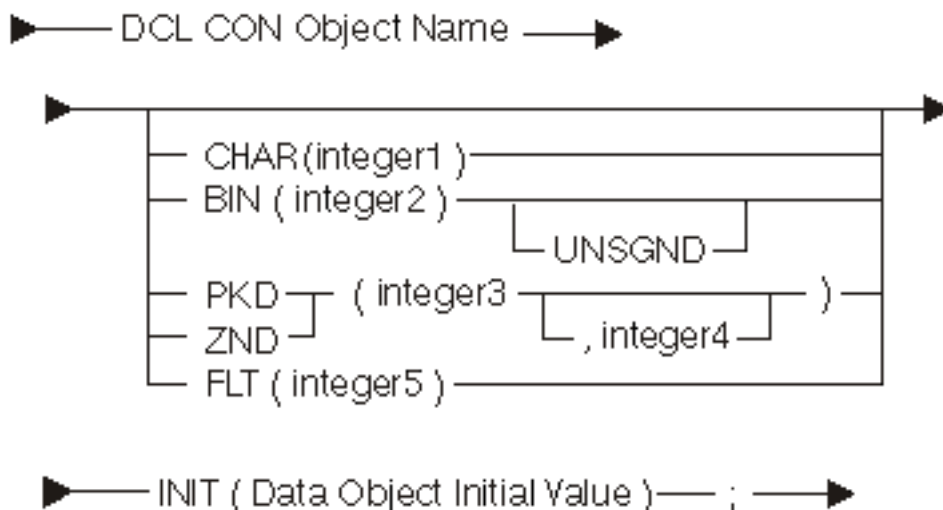 DCL CON Object Name
CHAR(integer1 )
BIN ( integer2 )
UNSGND
PKD ( integer3 )
, integer4
ZND
FLT ( integer5 )
INIT ( Data Object Initial Value ) ;